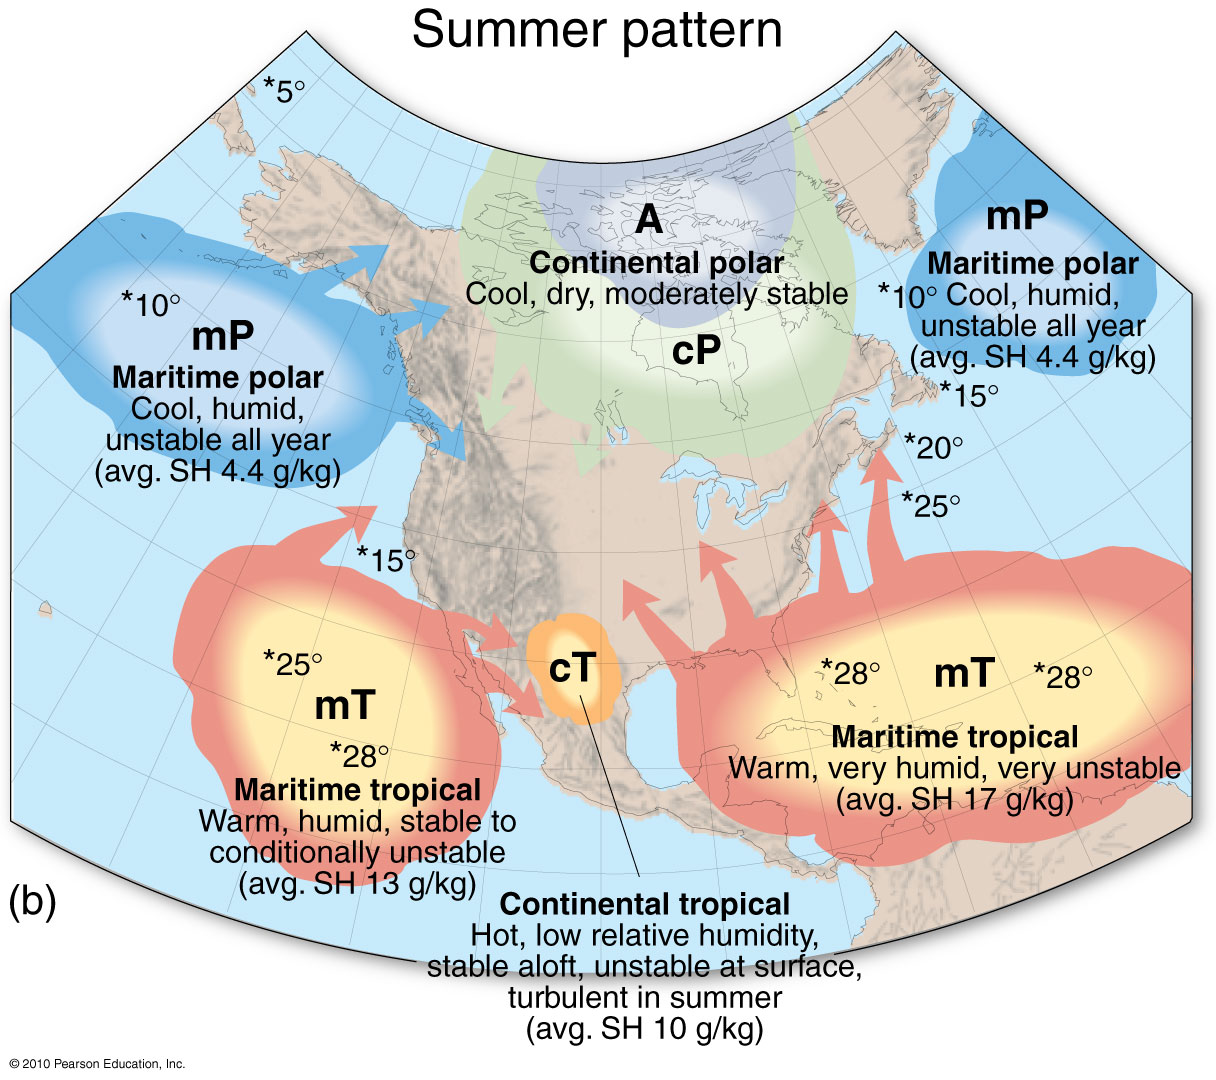 Summer pattern
*5°
A
Continental polar
Cool, dry, moderately stable
cP
mP
Maritime polar
*10° Cool, humid,
unstable all year
(avg. SH 4.4 g/kg)
*15°
*20°
*25°
*10°
mP
Maritime polar
Cool, humid,
unstable all year
(avg. SH 4.4 g/kg)
*15°
*25°
mT
*28°
Maritime tropical
Warm, humid, stable to
conditionally unstable
(avg. SH 13 g/kg)
cT
*28°
mT
*28°
Maritime tropical
Warm, very humid, very unstable
(avg. SH 17 g/kg)
(b)
Continental tropical
Hot, low relative humidity,
stable aloft, unstable at surface,
turbulent in summer
(avg. SH 10 g/kg)
© 2010 Pearson Education, Inc.